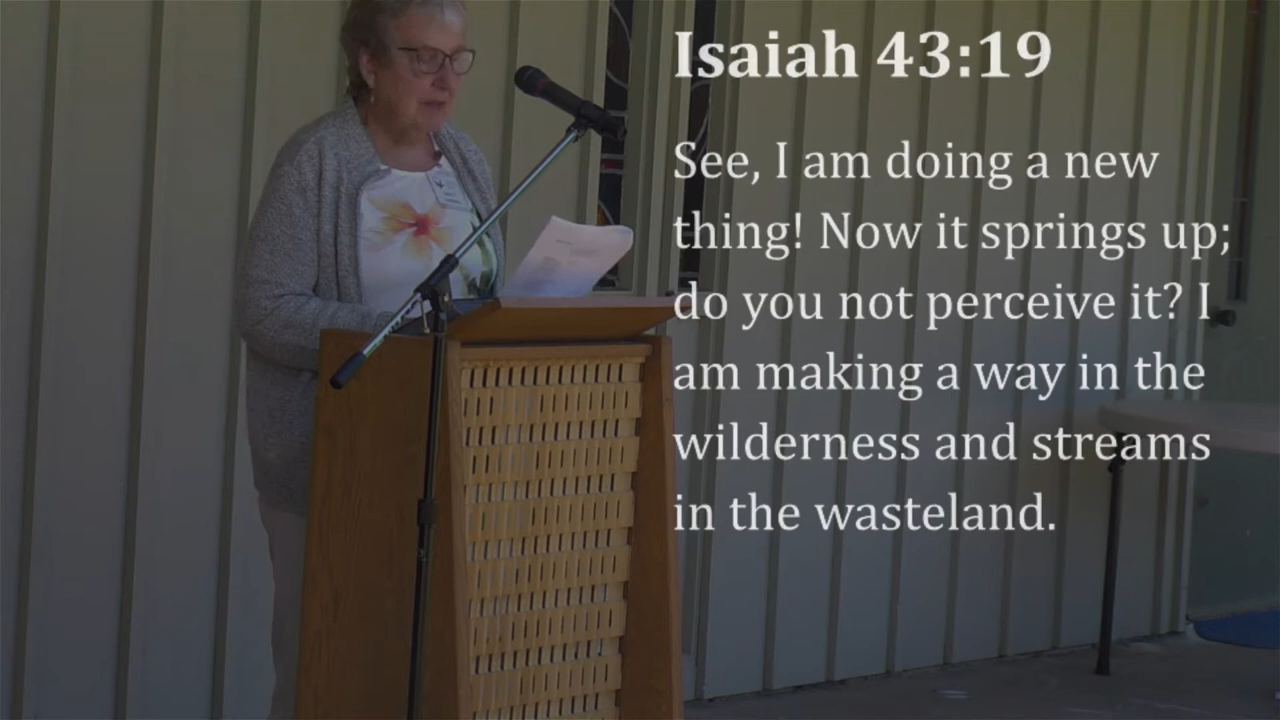 Isaiah 43:19
See, I am doing a new
thing! Now it springs up;
do you not perceive it? I
am making a way in the
wilderness and streams
in the wasteland.